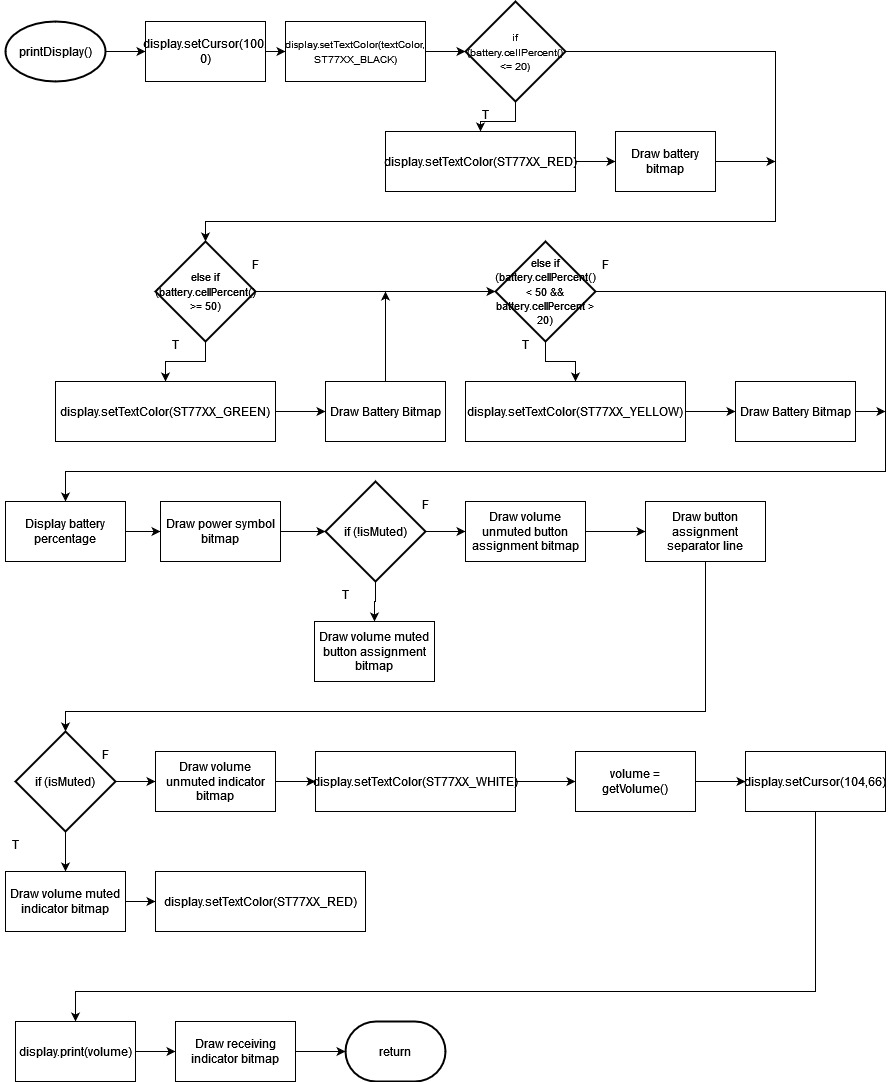 printDisplay()
display.setCursor(100,
0)
display.setTextColor(textColor,
ST77XX_BLACK)
if
(battery.cellPercent()
<= 20)
T
display.setTextColor(ST77XX_RED)
Draw battery
bitmap
else if
(battery.cellPercent()
>= 50)
F
T
else if
(battery.cellPercent()
< 50 &&
battery.cellPercent >
20)
F
T
display.setTextColor(ST77XX_GREEN)
Draw Battery Bitmap
display.setTextColor(ST77XX_YELLOW)
Draw Battery Bitmap
Display battery
percentage
Draw power symbol
bitmap
if (!isMuted)
F
T
Draw volume
unmuted button
assignment bitmap
Draw button
assignment
separator line
Draw volume muted
button assignment
bitmap
if (isMuted)
F
T
Draw volume
unmuted indicator
bitmap
display.setTextColor(ST77XX_WHITE)
volume =
getVolume()
display.setCursor(104,66)
Draw volume muted
indicator bitmap
display.setTextColor(ST77XX_RED)
display.print(volume)
Draw receiving
indicator bitmap
return